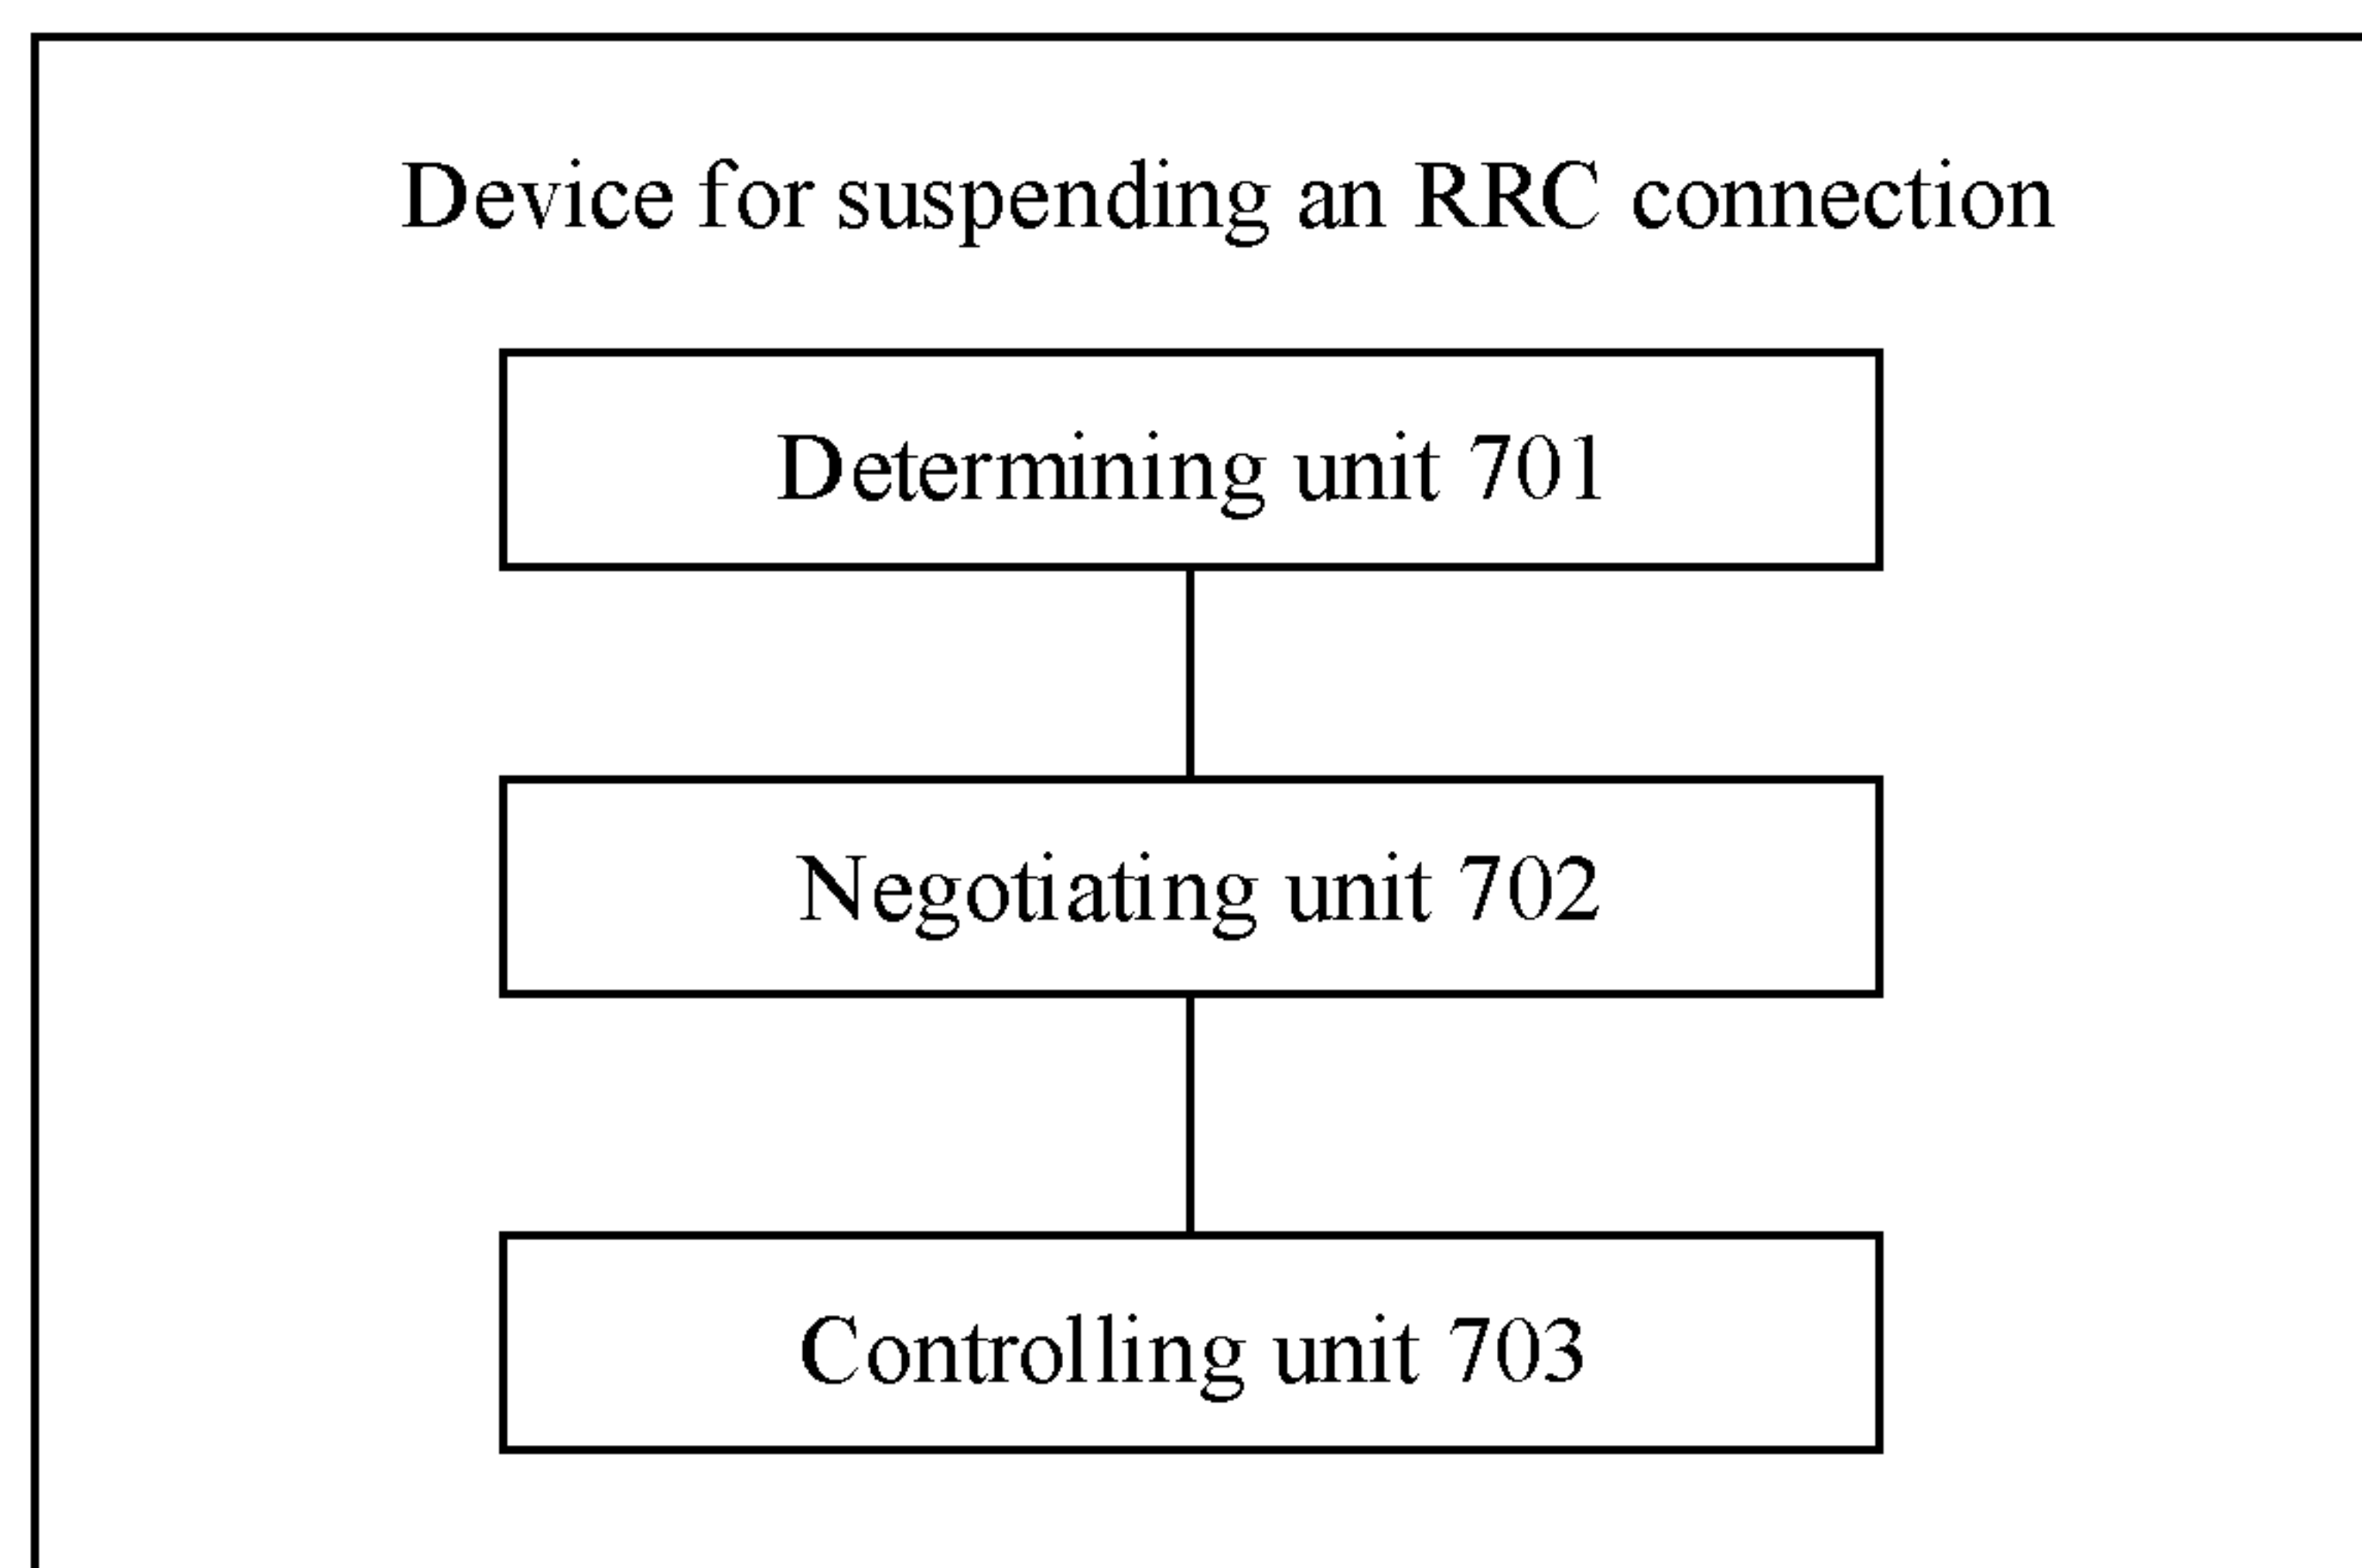 Device for suspending an RRC connection
Determining unit 701
Negotiating unit 702
Controlling unit 703